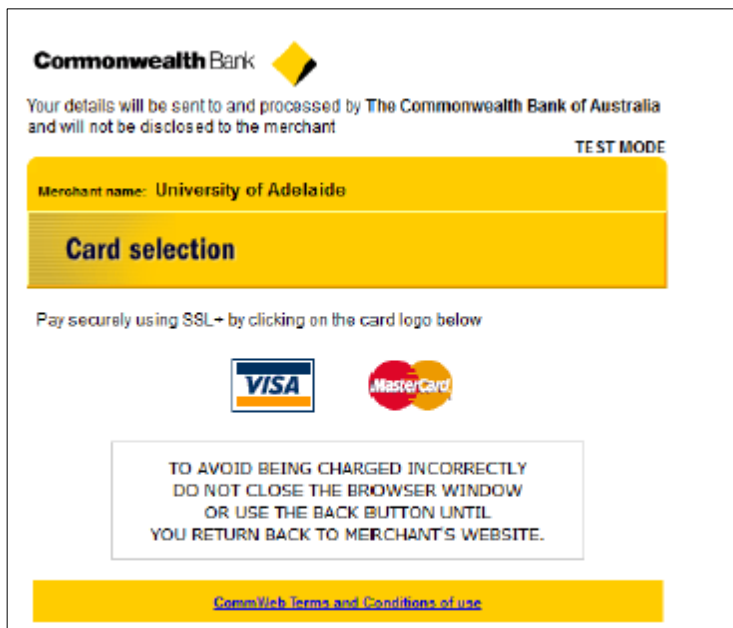 Commonwealth Bank
Your details will be sent to and processed by The Commonwealth Bank of Australia
and will not be disclosed to the merchant
TEST MODE
Merchant name: University of Adelaide
Card selection
Pay securely using SSL+ by clicking on the card logo below
VISA MasterCard
TO AVOID BEING CHARGED INCORRECTLY
DO NOT CLOSE THE BROWSER WINDOW
OR USE THE BACK BUTTON UNTIL
YOU RETURN BACK TO MERCHANT'S WEBSITE.
CommWeb Terms and Conditions of use